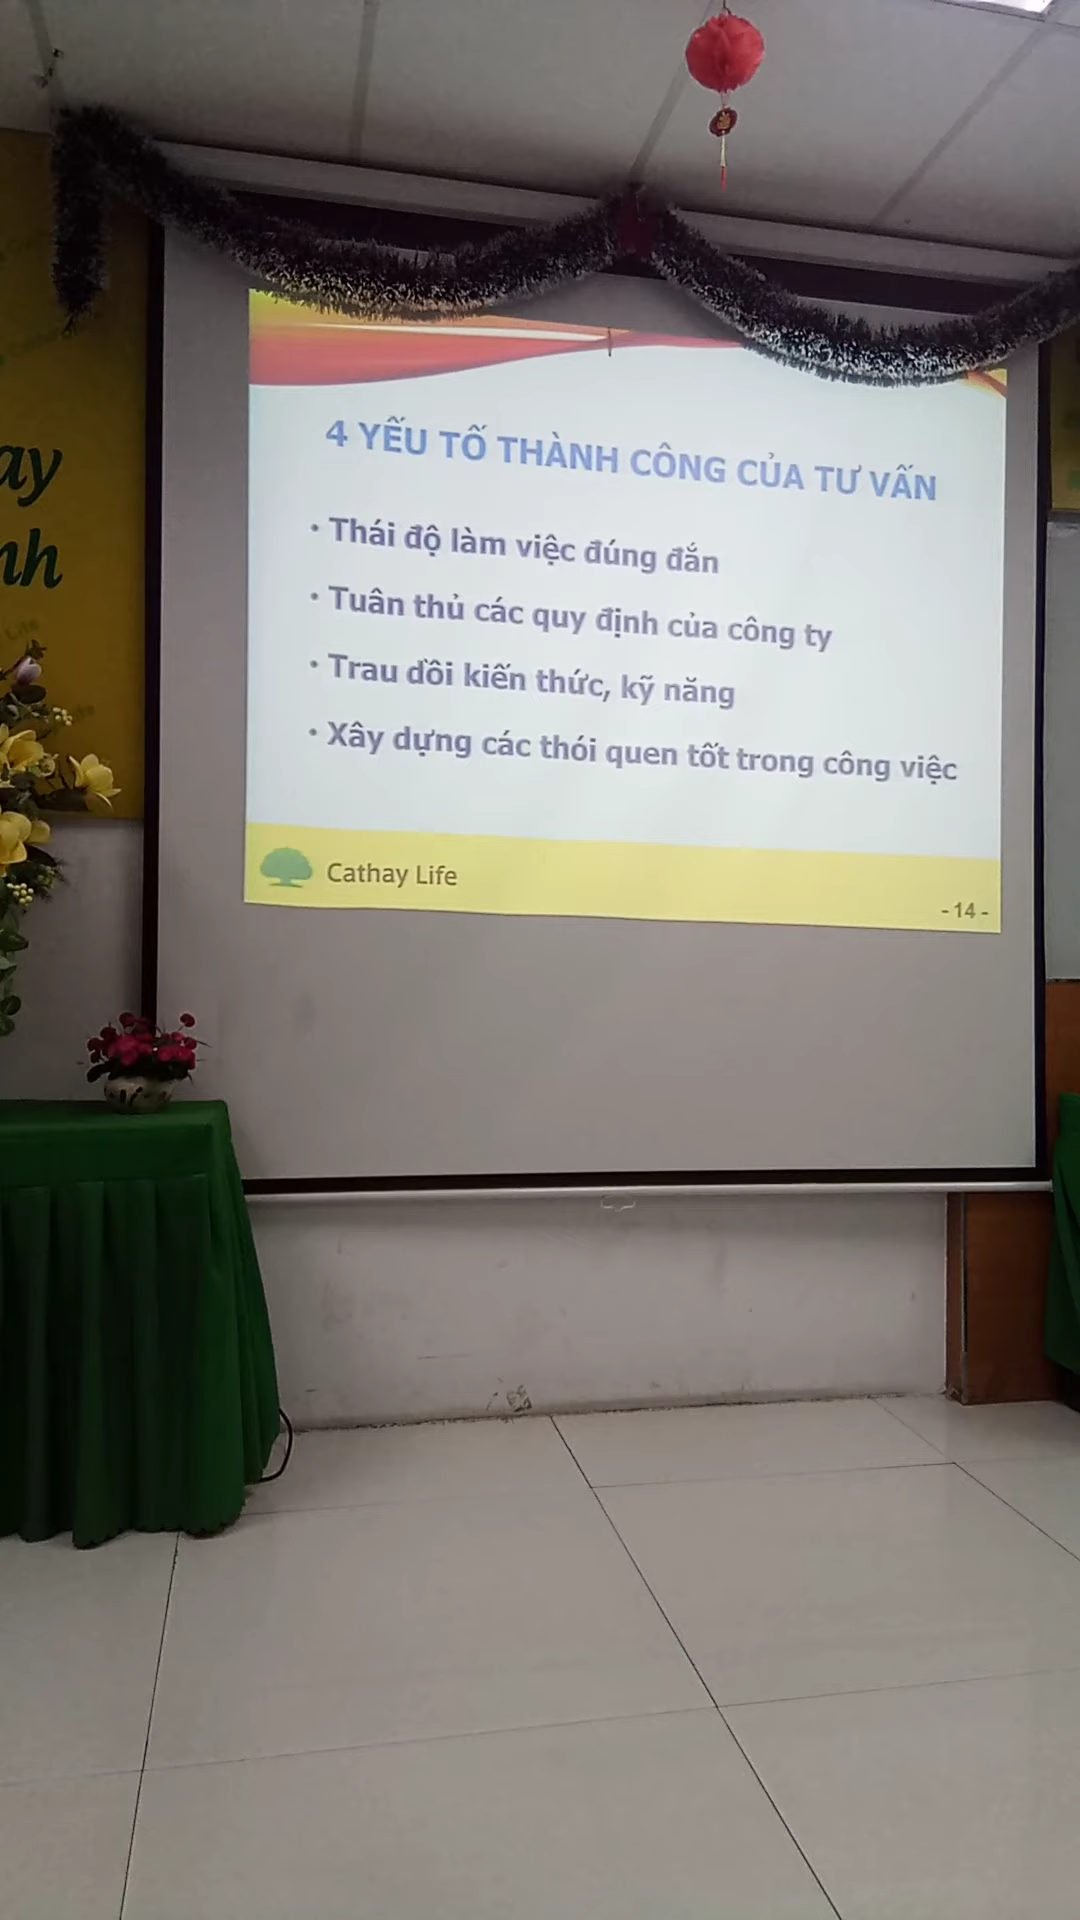 ay
nh
4 YẾU TỐ THÀNH CÔNG CỦA TƯ VẤN
• Thái độ làm việc đúng đắn
• Tuân thủ các quy định của công ty
• Trau dồi kiến thức, kỹ năng
• Xây dựng các thói quen tốt trong công việc
Cathay Life
- 14 -